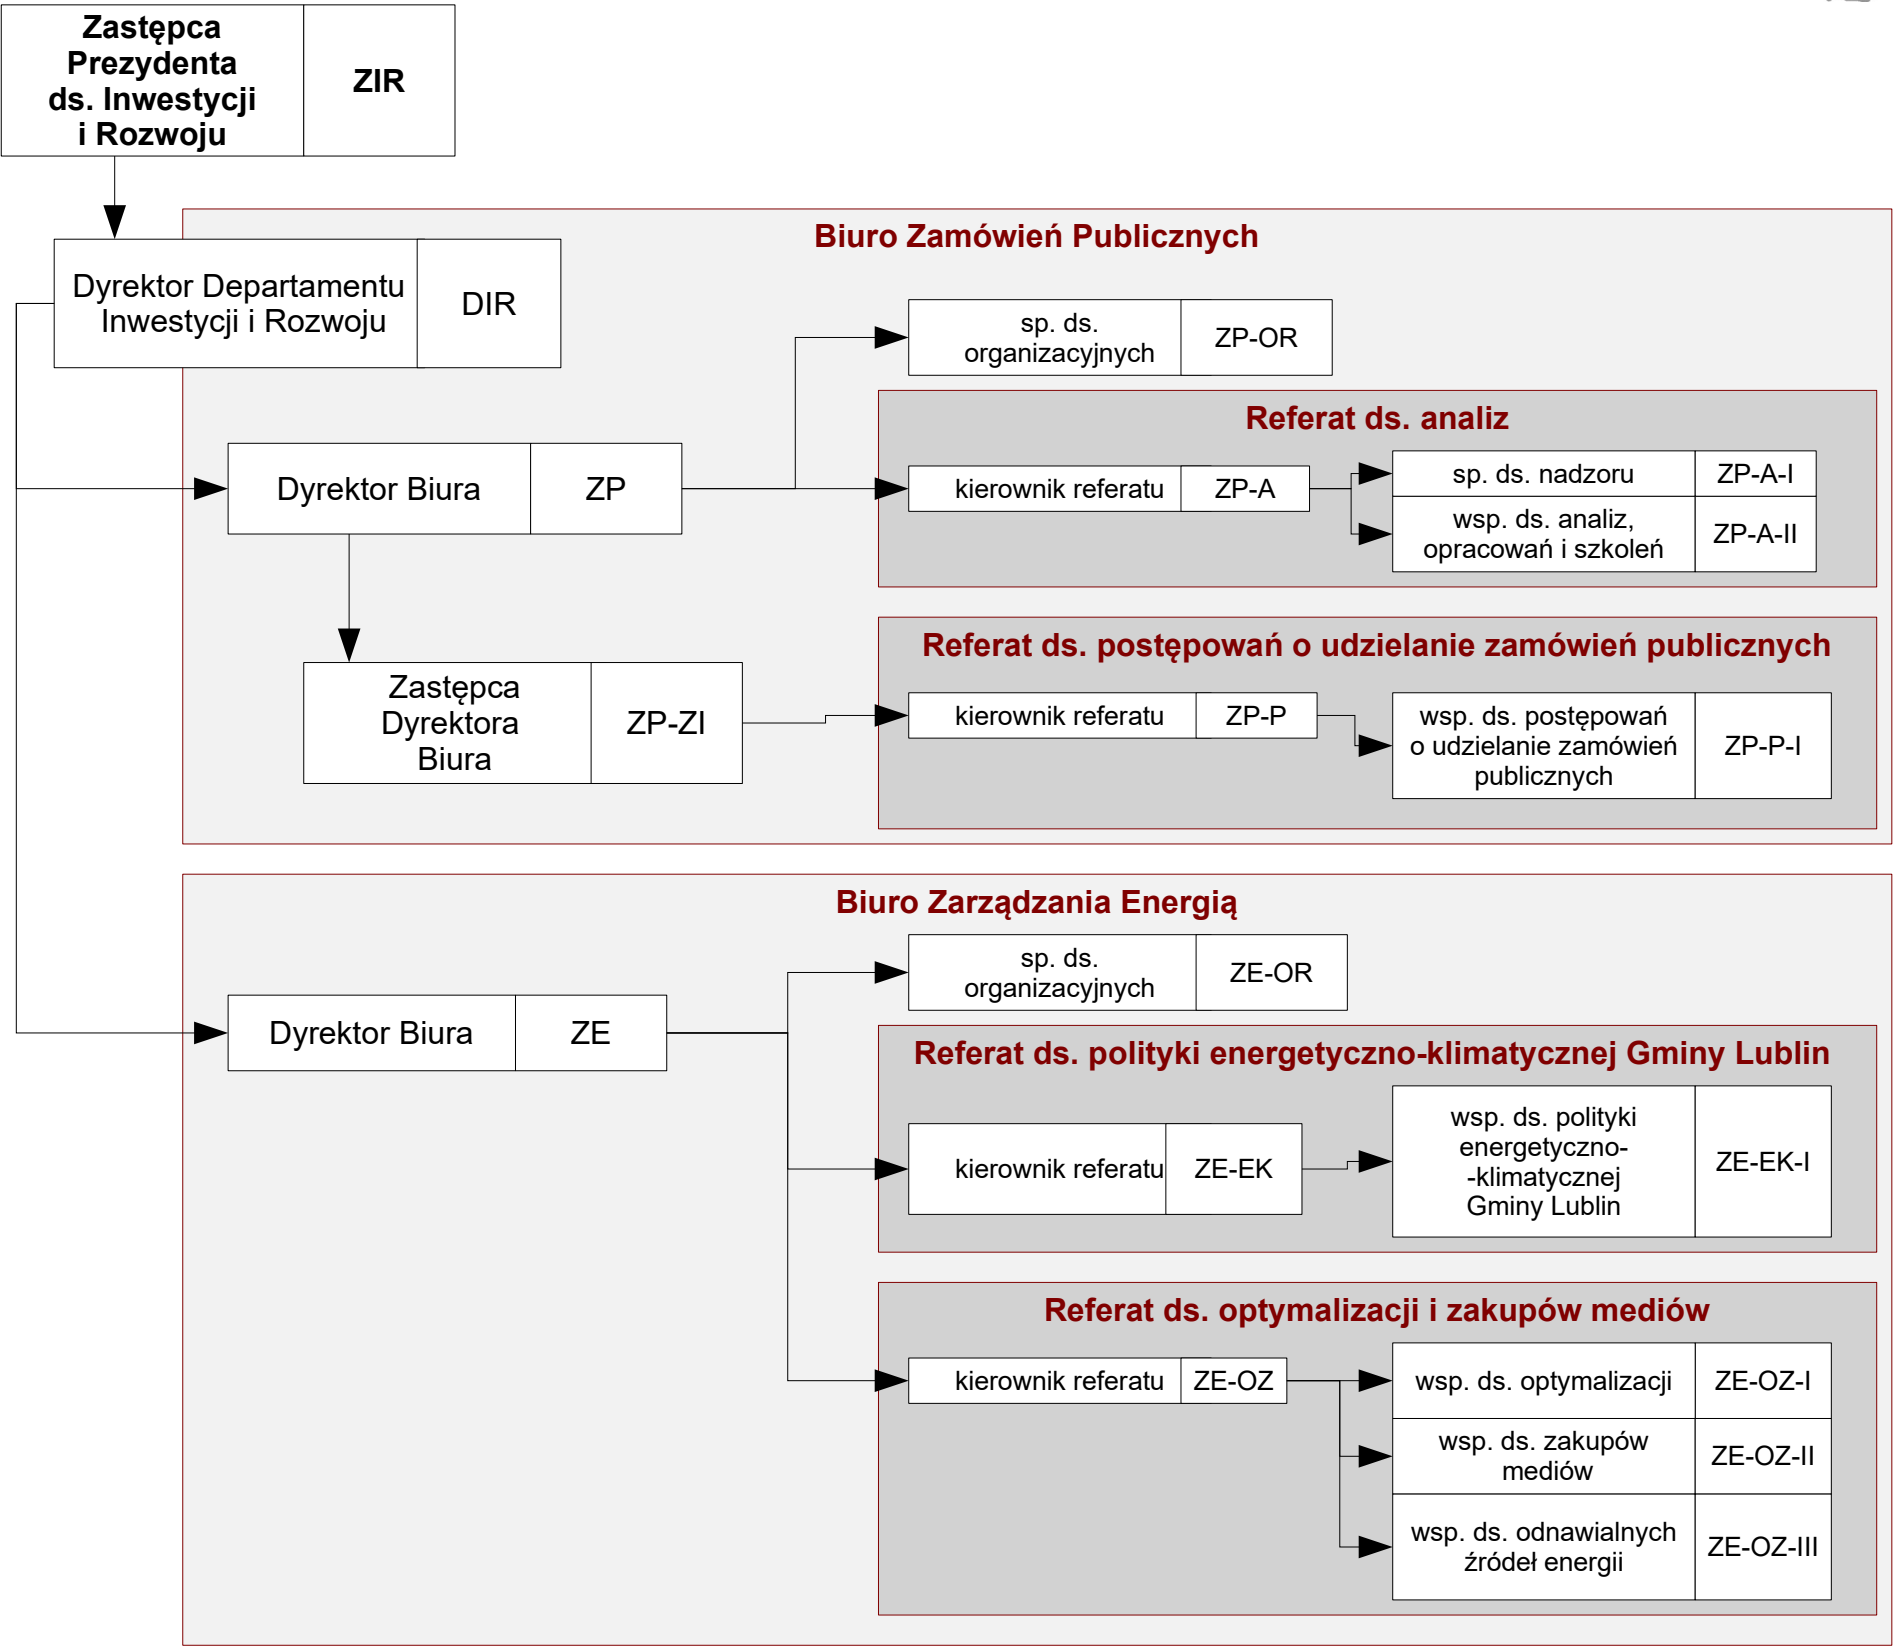 Zastępca
Prezydenta
ds. Inwestycji
i Rozwoju
ZIR
Dyrektor Departamentu
Inwestycji i Rozwoju
DIR
Biuro Zamówień Publicznych
sp. ds.
organizacyjnych
ZP-OR
Referat ds. analiz
Dyrektor Biura
ZP
kierownik referatu
ZP-A
sp. ds. nadzoru
ZP-A-I
wsp. ds. analiz,
opracowań i szkoleń
ZP-A-II
Referat ds. postępowań o udzielanie zamówień publicznych
Zastępca
Dyrektora
Biura
ZP-ZI
kierownik referatu
ZP-P
wsp. ds. postępowań
o udzielanie zamówień
publicznych
ZP-P-I
Biuro Zarządzania Energią
sp. ds.
organizacyjnych
ZE-OR
Dyrektor Biura
ZE
Referat ds. polityki energetyczno-klimatycznej Gminy Lublin
kierownik referatu
ZE-EK
wsp. ds. polityki
energetyczno-
-klimatycznej
Gminy Lublin
ZE-EK-I
Referat ds. optymalizacji i zakupów mediów
kierownik referatu
ZE-OZ
wsp. ds. optymalizacji
ZE-OZ-I
wsp. ds. zakupów
mediów
ZE-OZ-II
wsp. ds. odnawialnych
źródeł energii
ZE-OZ-III